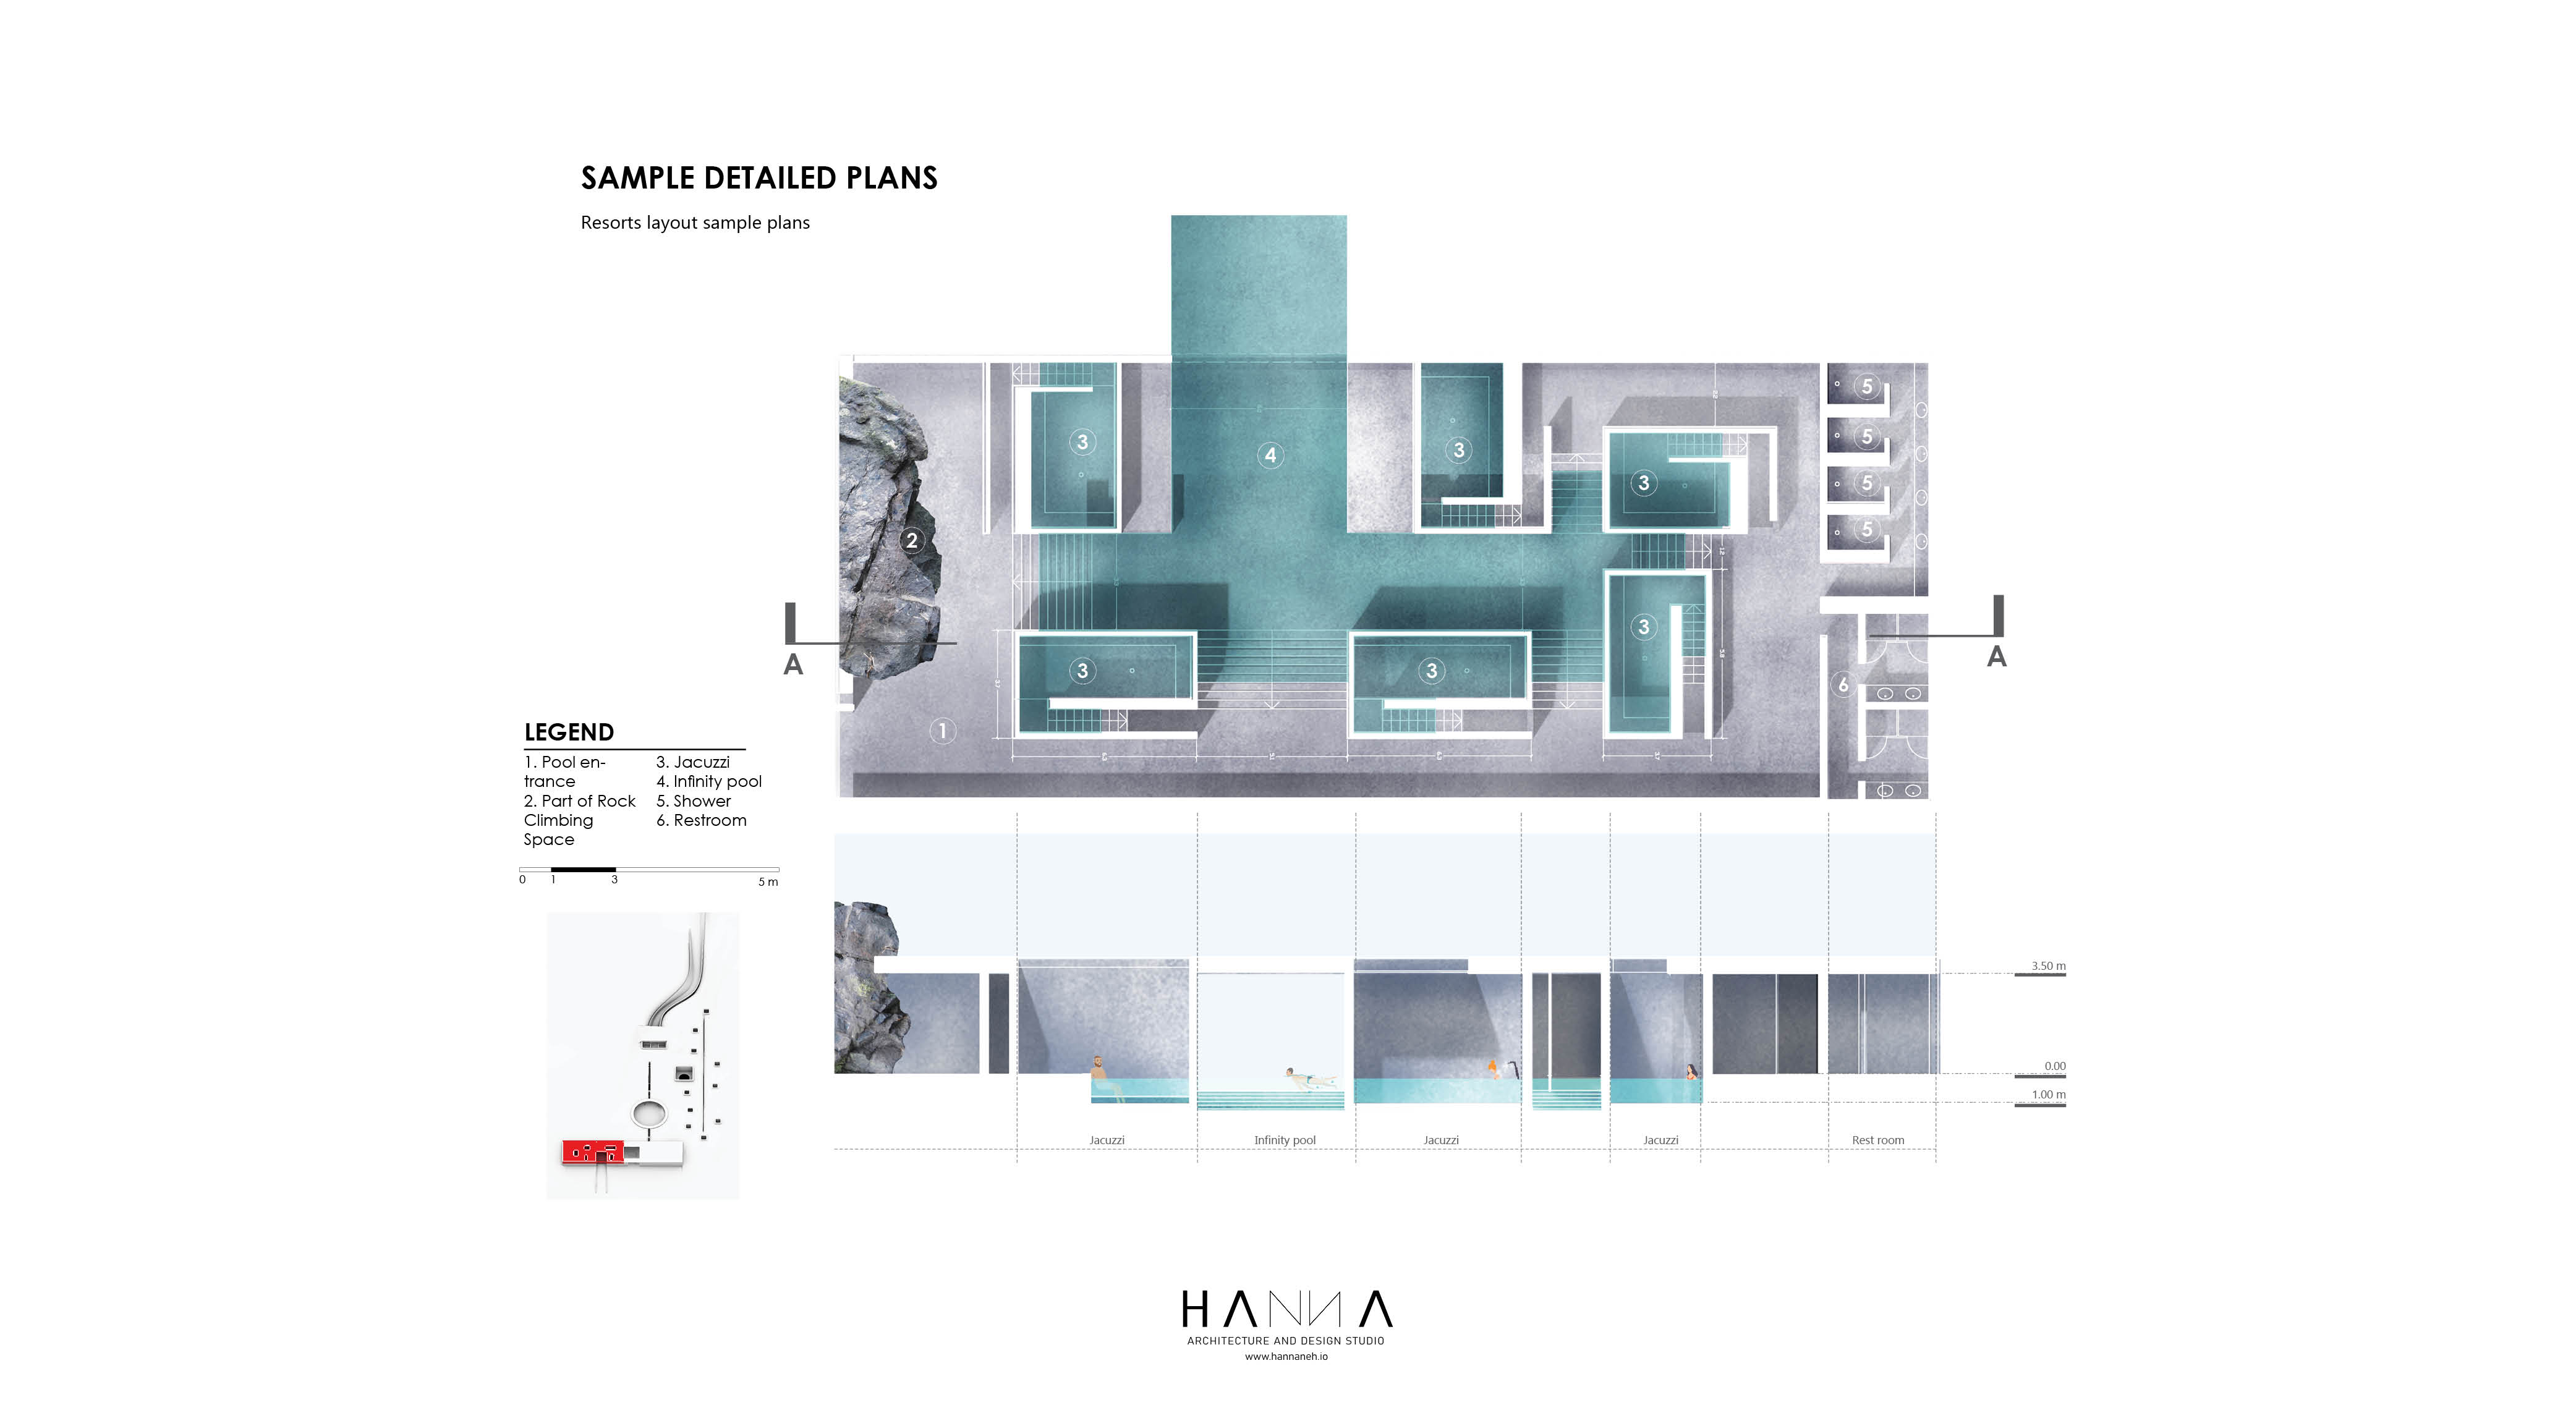 SAMPLE DETAILED PLANS
Resorts layout sample plans
3
3
4
3
2
3
3
3
1
5
5
5
5
6
A
A
LEGEND
1. Pool en-
trance
2. Part of Rock
Climbing
Space
3. Jacuzzi
4. Infinity pool
5. Shower
6. Restroom
0 1 3 5 m
3.50 m
0.00
1.00 m
Jacuzzi
Infinity pool
Jacuzzi
Jacuzzi
Rest room
HANNA
ARCHITECTURE AND DESIGN STUDIO
www.hannaneh.io